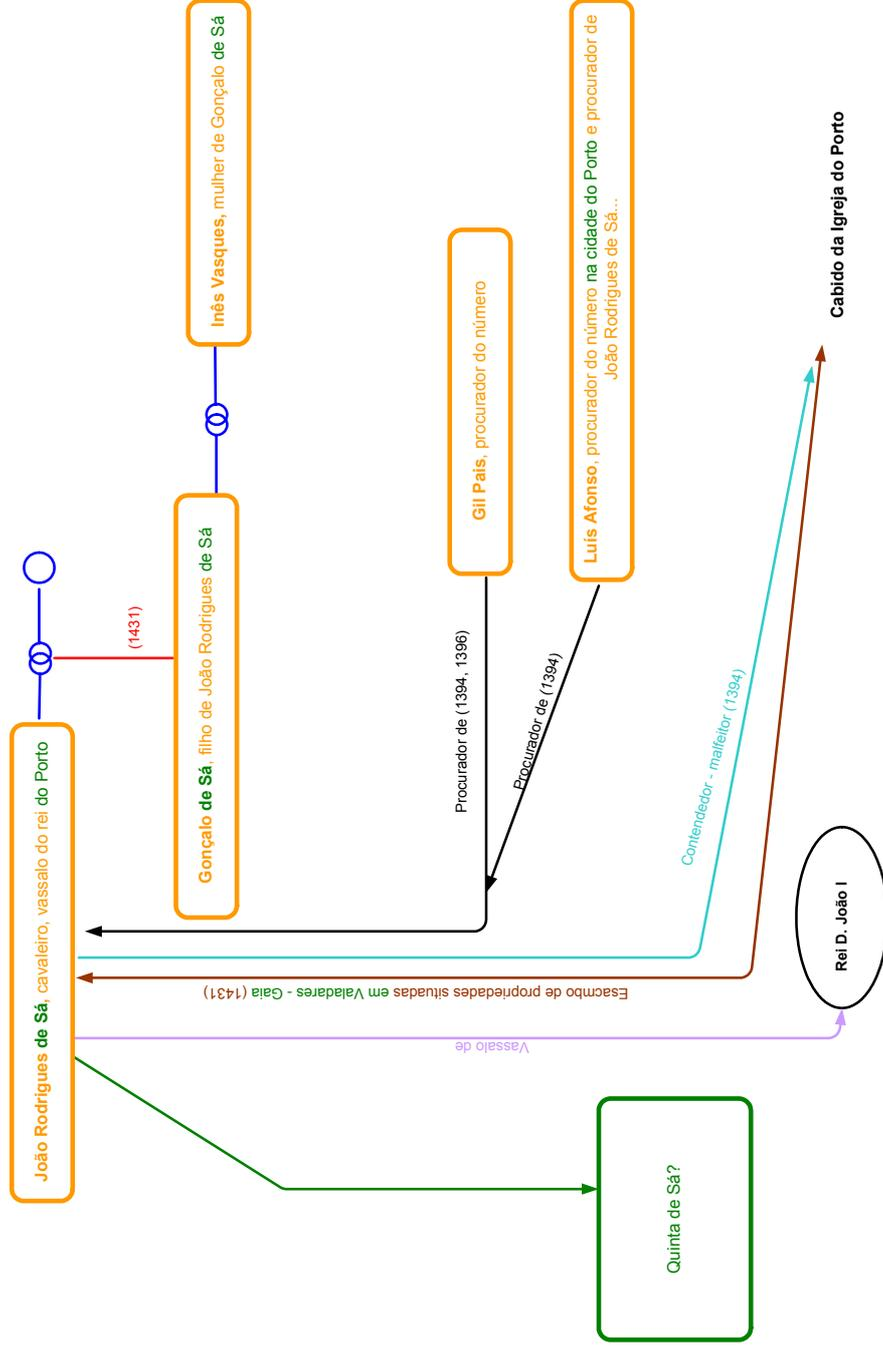 João Rodrigues de Sá, cavaleiro, vassalo do rei do Porto
(1431)
Gonçalo de Sá, filho de João Rodrigues de Sá
Inês Vasques, mulher de Gonçalo de Sá
Procurador de (1394, 1396)
Gil Pais, procurador do número
Procurador de (1394)
Luís Afonso, procurador do número na cidade do Porto e procurador de
João Rodrigues de Sá...
Contendedor - malfeitor (1394)
Esacmbo de propriedades situadas em Valadares - Gaia (1431)
Vassalo de
Quinta de Sá?
Rei D. João I
Cabido da Igreja do Porto